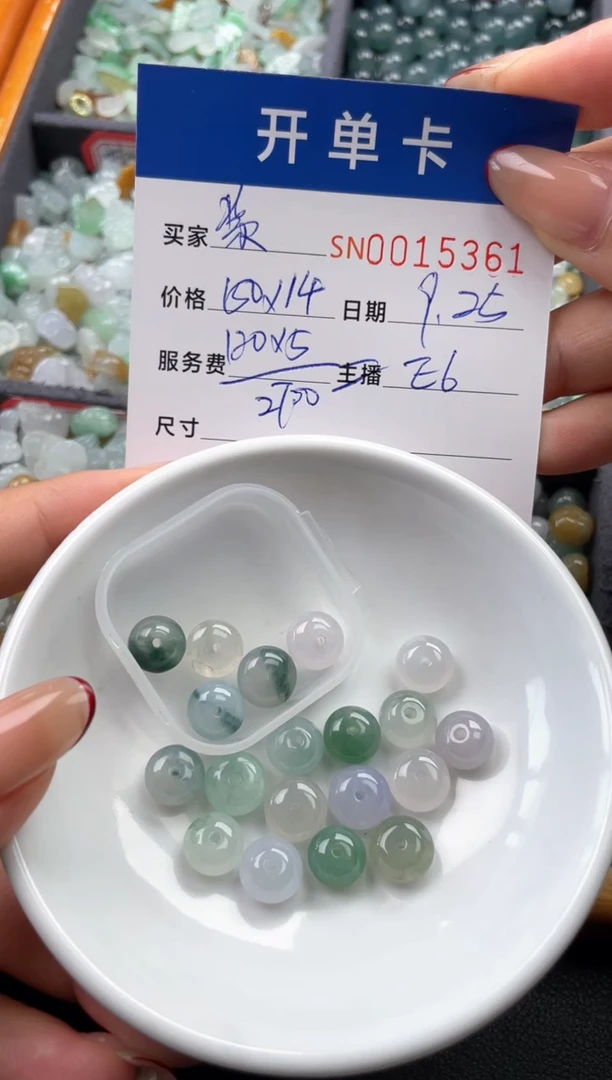 开单卡
买家
SN0015361
价格 150x14 日期 9.25
服务费 120x5 主播 E6
2700
尺寸